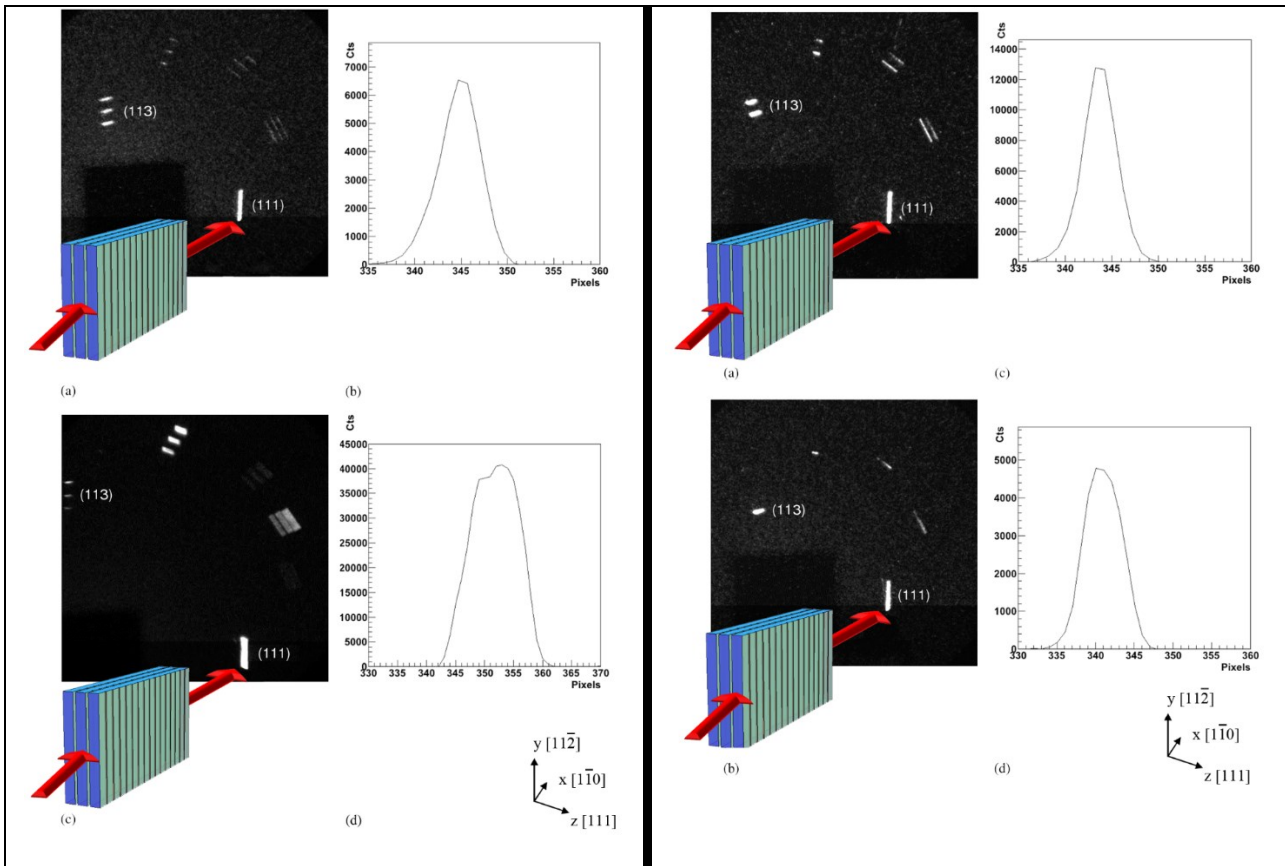 (113)
(111)
Cts
7000
6000
5000
4000
3000
2000
1000
0
335 340 345 350 355 360
Pixels
(a) (b)
(113)
(111)
Cts
45000
40000
35000
30000
25000
20000
15000
10000
5000
0
330 335 340 345 350 355 360 365 370
Pixels
y [112̄]
x [11̄0]
z [111]
(c) (d)
(113)
(111)
Cts
14000
12000
10000
8000
6000
4000
2000
0
335 340 345 350 355 360
Pixels
(a) (c)
(113)
(111)
Cts
5000
4000
3000
2000
1000
0
330 335 340 345 350 355 360
Pixels
y [112̄]
x [11̄0]
z [111]
(b) (d)